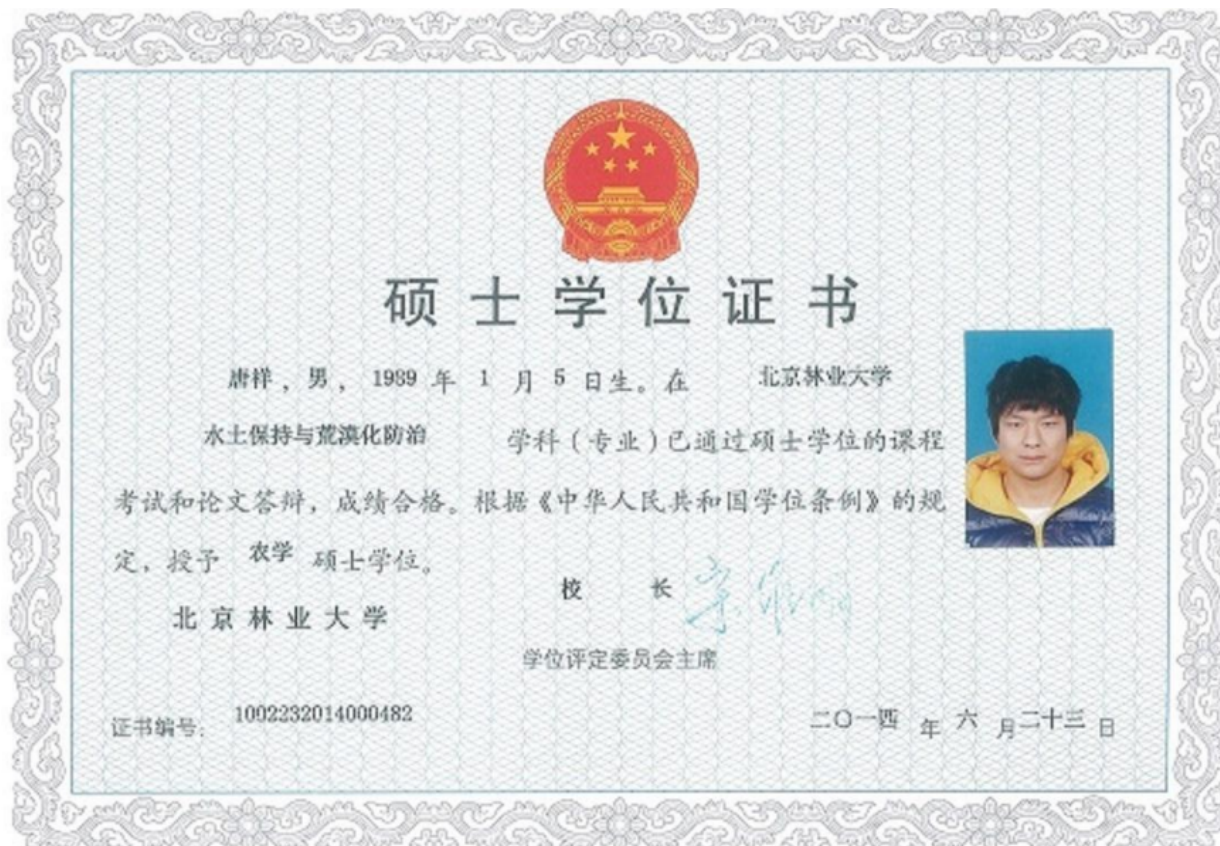 硕士学位证书
唐祥，男，1989 年 1 月 5 日生。在 北京林业大学
水土保持与荒漠化防治 学科（专业）已通过硕士学位的课程
考试和论文答辩，成绩合格。根据《中华人民共和国学位条例》的规
定，授予 农学 硕士学位。
北京林业大学
校 长
学位评定委员会主席
证书编号：1002232014000482
二〇一四 年 六 月 二十三 日